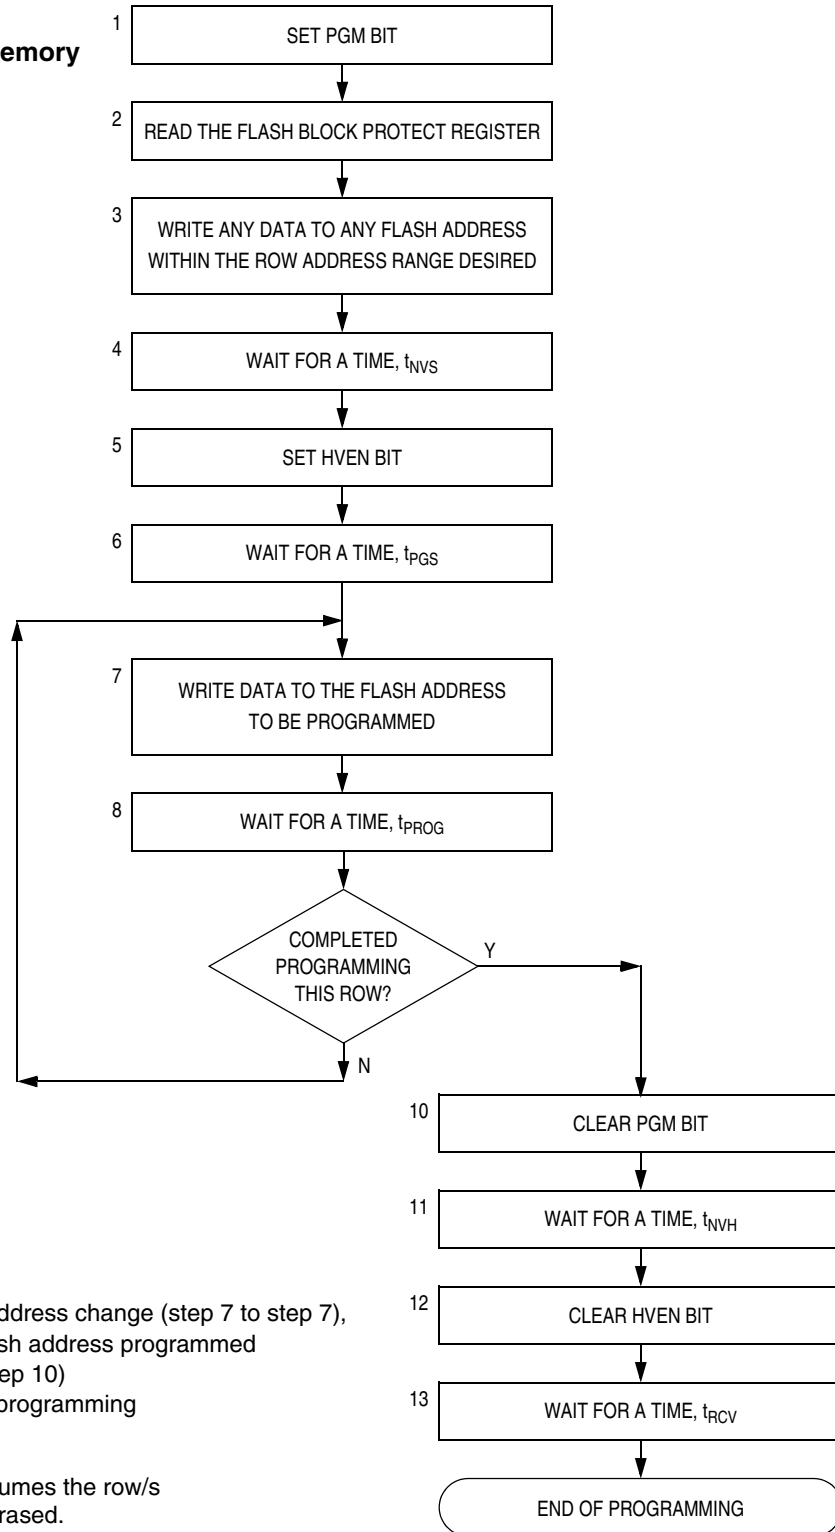 1
SET PGM BIT
emory
2
READ THE FLASH BLOCK PROTECT REGISTER
3
WRITE ANY DATA TO ANY FLASH ADDRESS
WITHIN THE ROW ADDRESS RANGE DESIRED
4
WAIT FOR A TIME, tNVS
5
SET HVEN BIT
6
WAIT FOR A TIME, tPGS
7
WRITE DATA TO THE FLASH ADDRESS
TO BE PROGRAMMED
8
WAIT FOR A TIME, tPROG
COMPLETED
PROGRAMMING
THIS ROW?
Y
N
10
CLEAR PGM BIT
11
WAIT FOR A TIME, tNVH
12
CLEAR HVEN BIT
13
WAIT FOR A TIME, tRCV
END OF PROGRAMMING
ddress change (step 7 to step 7),
sh address programmed
ep 10)
programming
umes the row/s
rased.